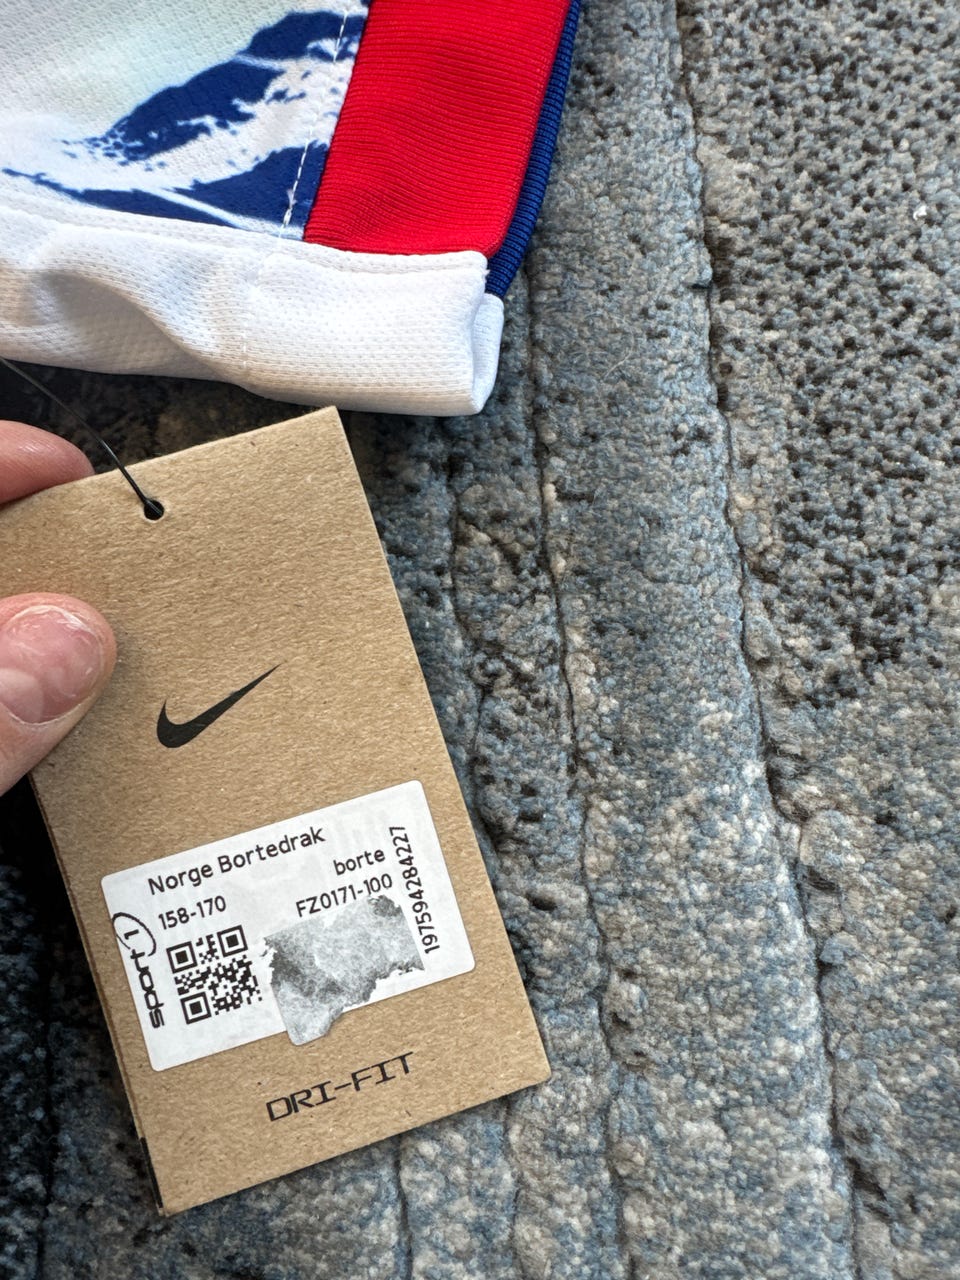 Norge Bortedrak
borte
158-170
FZ0171-100
197594284227
sport 1
DRI-FIT